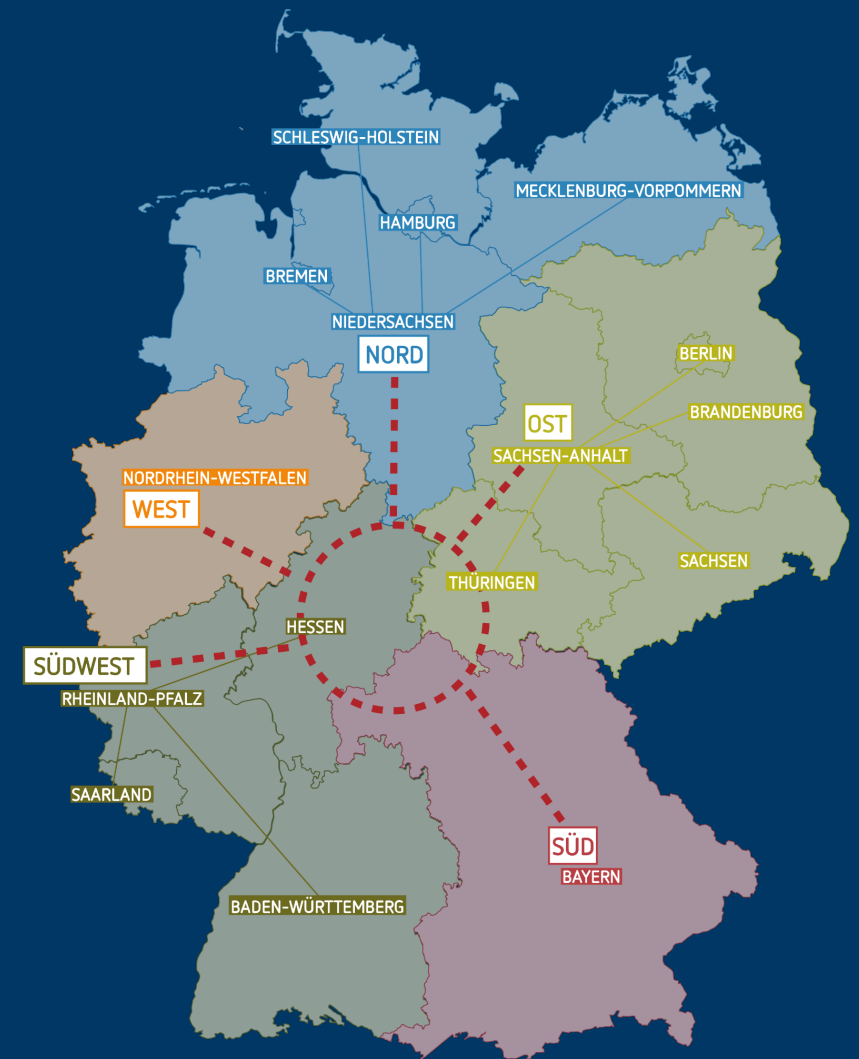 SCHLESWIG-HOLSTEIN
MECKLENBURG-VORPOMMERN
HAMBURG
BREMEN
NIEDERSACHSEN
NORD
BERLIN
BRANDENBURG
OST
SACHSEN-ANHALT
NORDRHEIN-WESTFALEN
WEST
SACHSEN
THÜRINGEN
HESSEN
SÜDWEST
RHEINLAND-PFALZ
SAARLAND
SÜD
BAYERN
BADEN-WÜRTTEMBERG